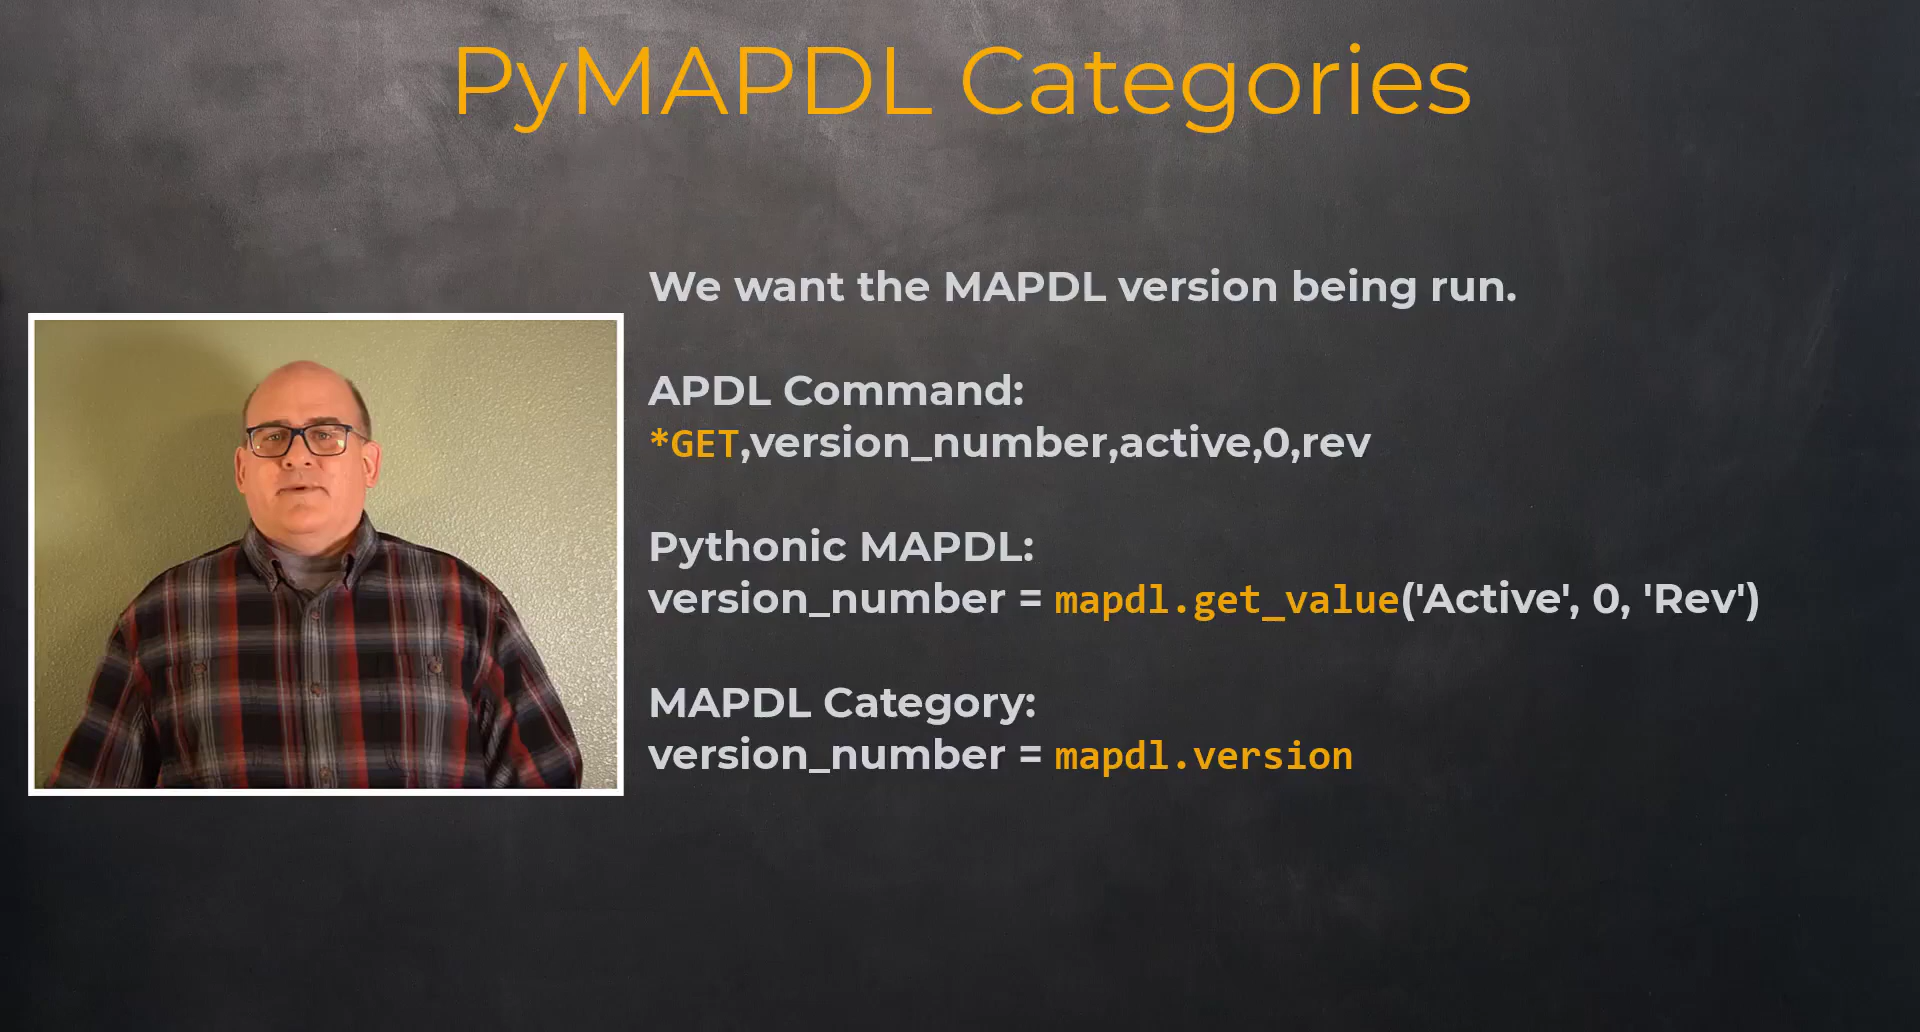 PyMAPDL Categories
We want the MAPDL version being run.
APDL Command:
*GET,version_number,active,0,rev
Pythonic MAPDL:
version_number = mapdl.get_value('Active', 0, 'Rev')
MAPDL Category:
version_number = mapdl.version